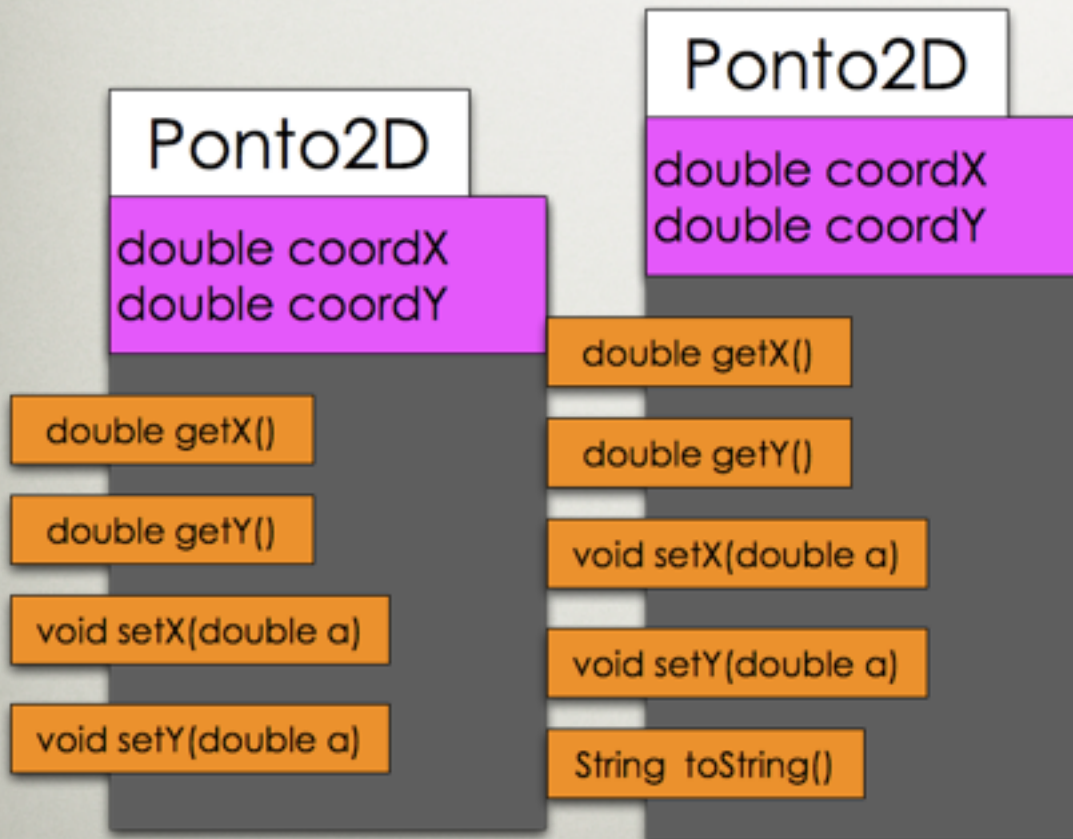 Ponto2D
double coordX
double coordY
double getX()
double getY()
void setX(double a)
void setY(double a)
Ponto2D
double coordX
double coordY
double getX()
double getY()
void setX(double a)
void setY(double a)
String toString()